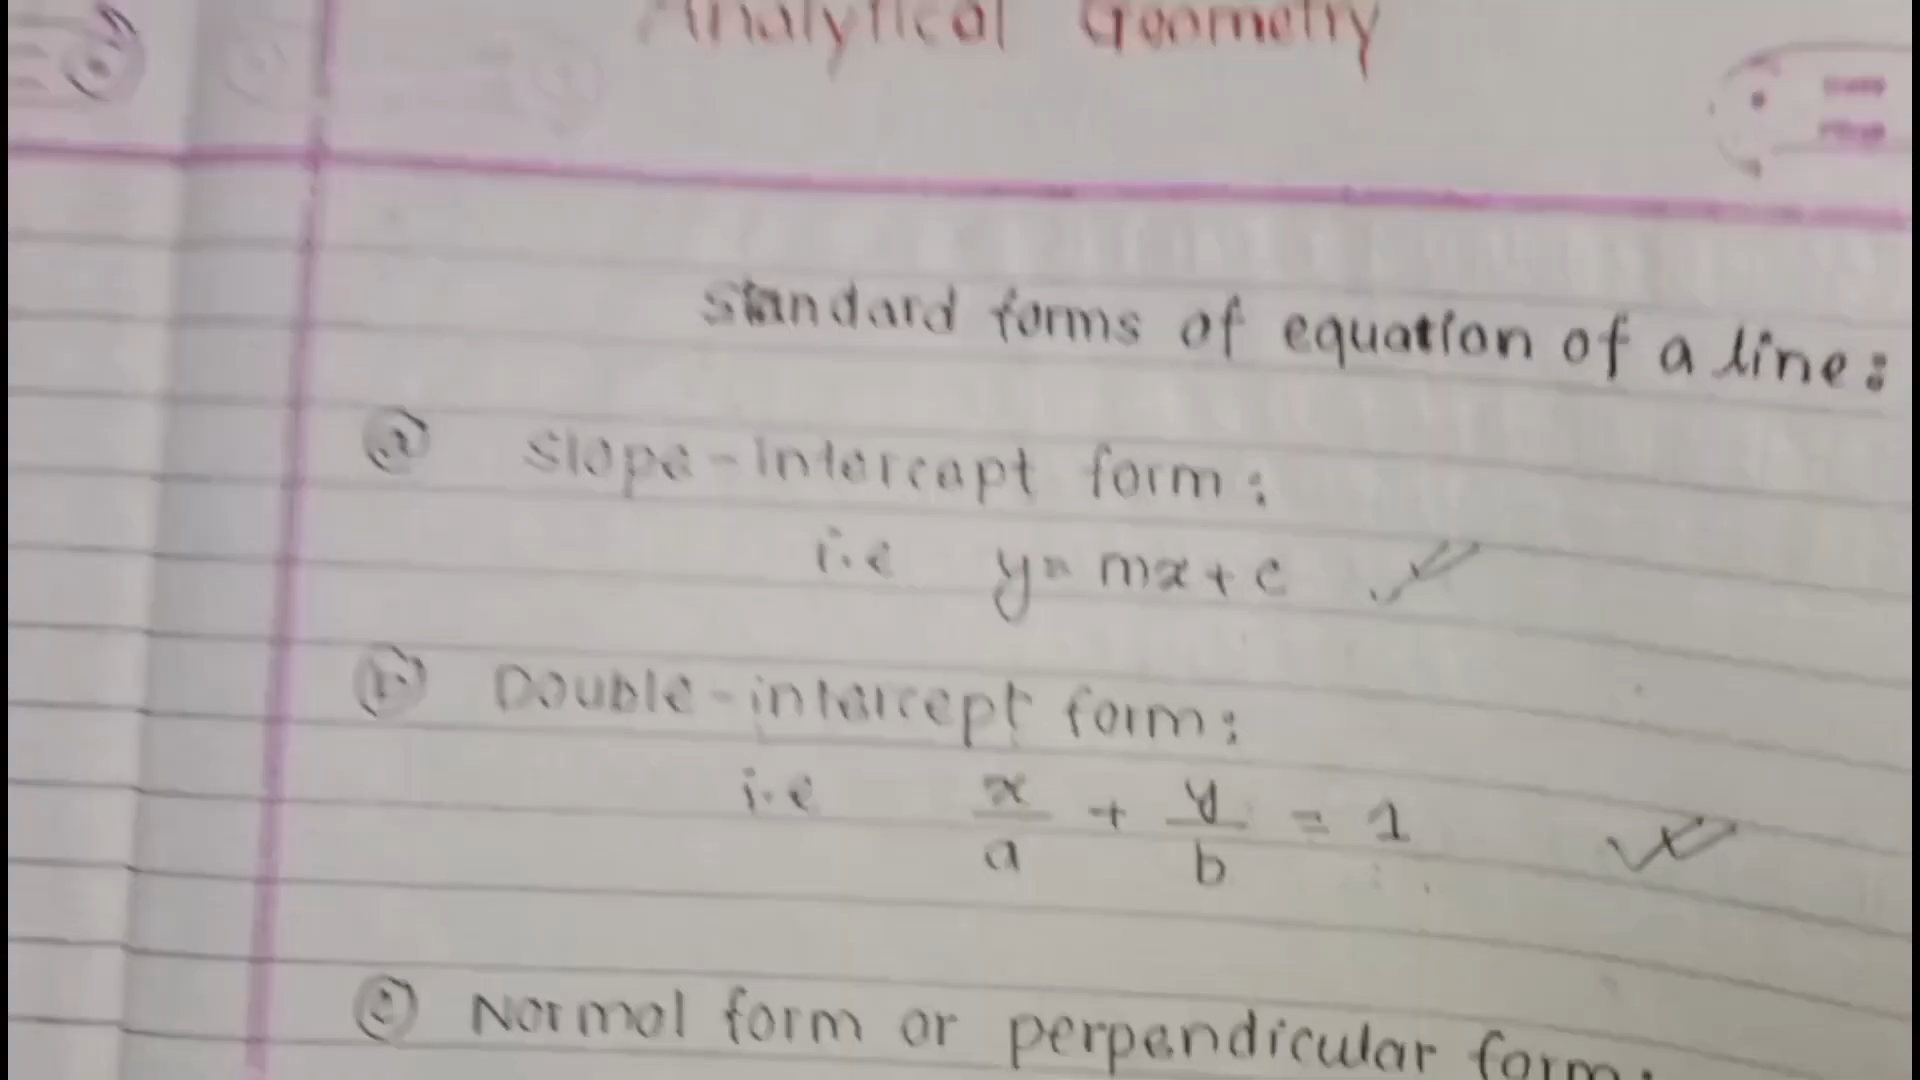 Analytical Geometry
Standard forms of equation of a line:
(a) Slope-intercept form:
i.e y = mx + c
(b) Double-intercept form:
i.e x/a + y/b = 1
(c) Normal form or perpendicular form: